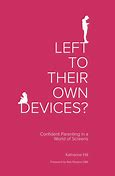 LEFT
TO THEIR
OWN
DEVICES?
Confident Parenting in a
World of Screens
Katharine Hill